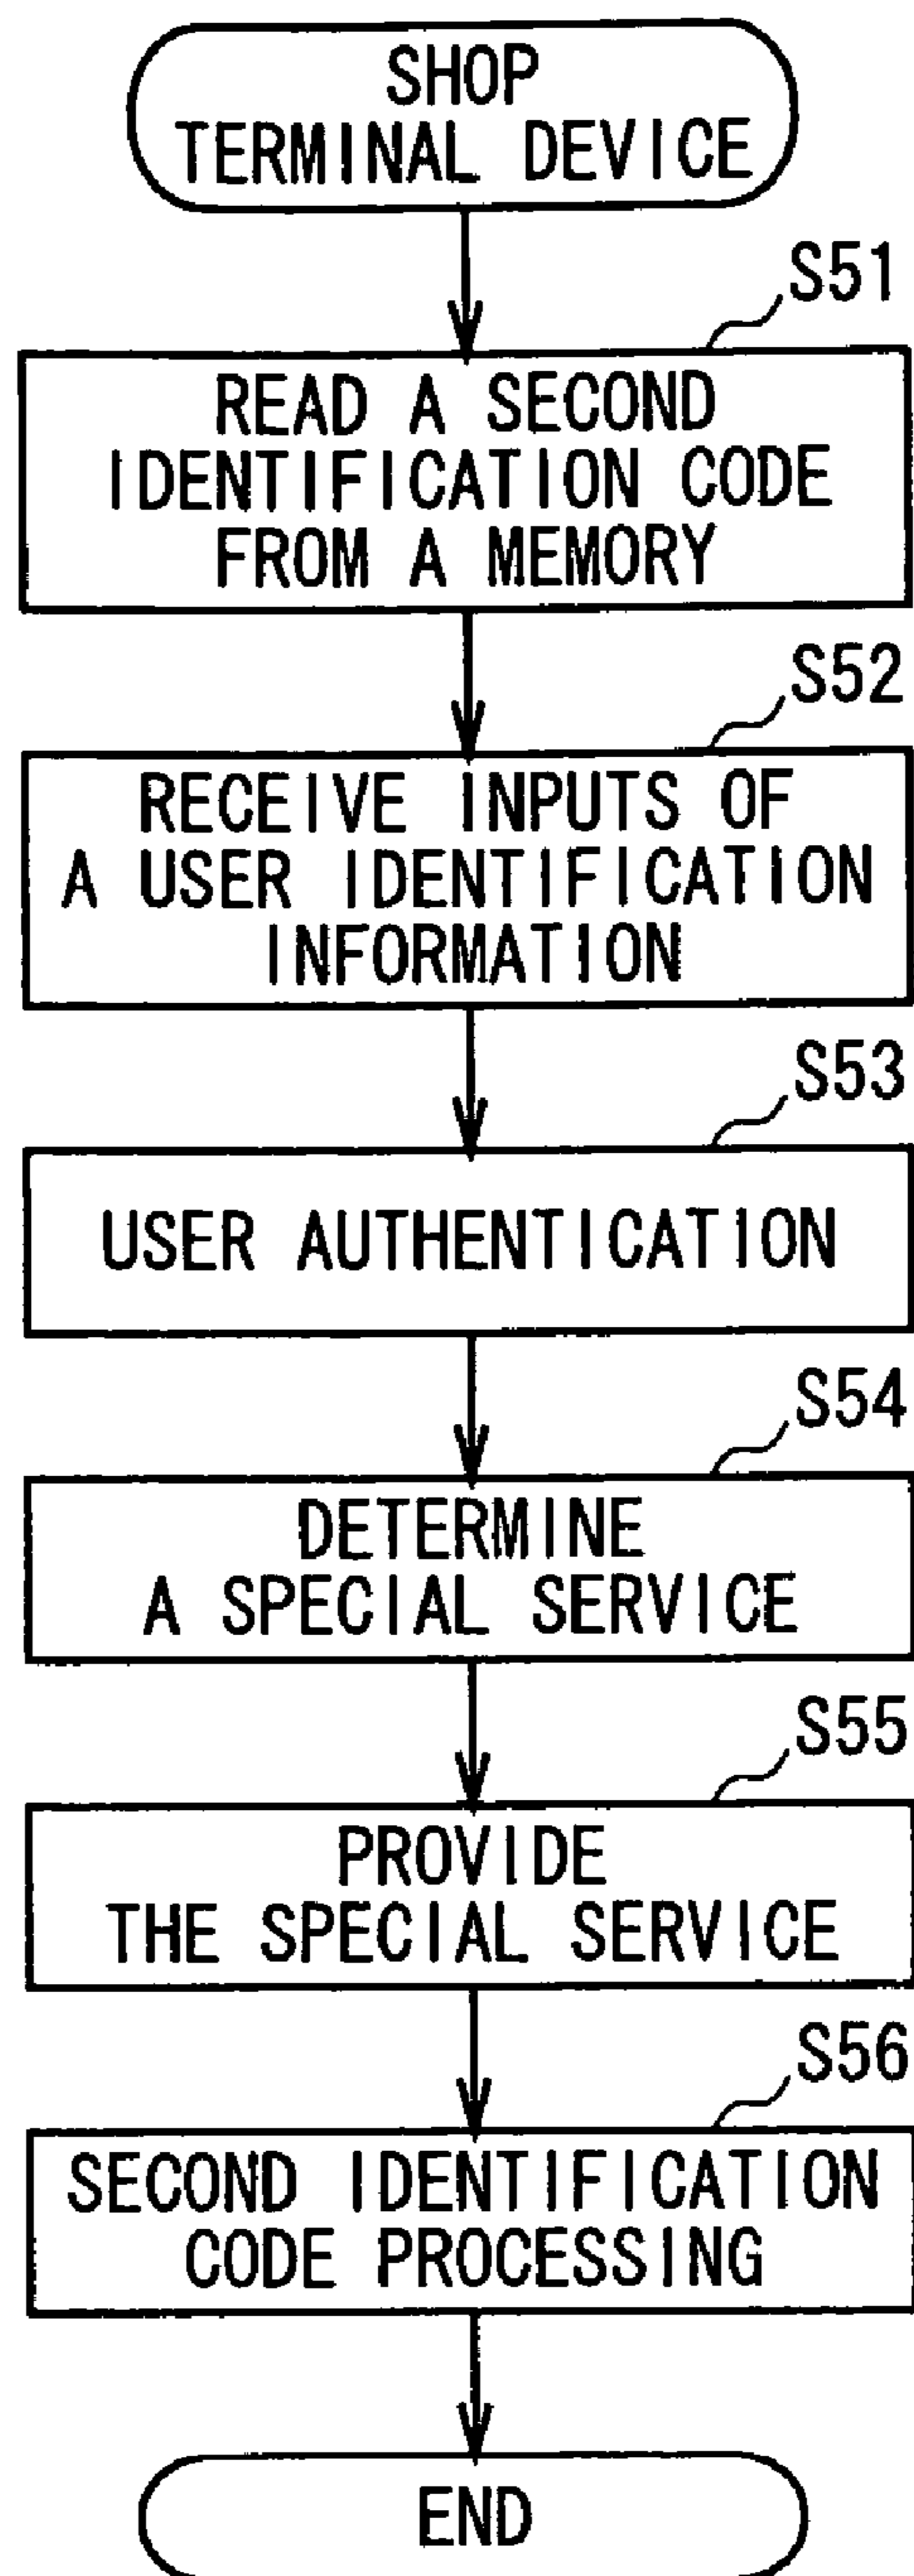 SHOP
TERMINAL DEVICE
S51
READ A SECOND
IDENTIFICATION CODE
FROM A MEMORY
S52
RECEIVE INPUTS OF
A USER IDENTIFICATION
INFORMATION
S53
USER AUTHENTICATION
S54
DETERMINE
A SPECIAL SERVICE
S55
PROVIDE
THE SPECIAL SERVICE
S56
SECOND IDENTIFICATION
CODE PROCESSING
END